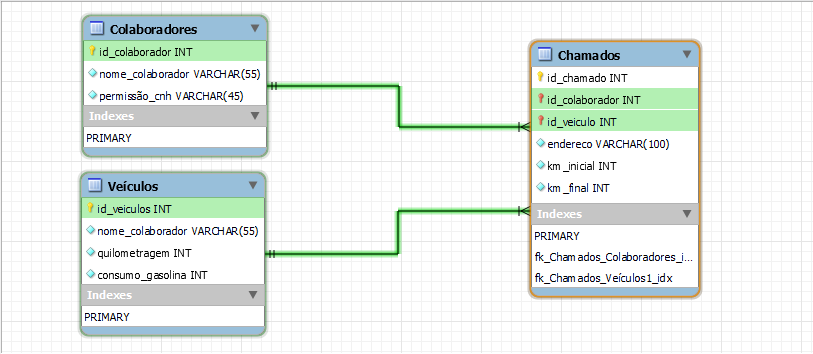 Colaboradores
id_colaborador INT
nome_colaborador VARCHAR(55)
permissão_cnh VARCHAR(45)
Indexes
PRIMARY
Veículos
id_veiculos INT
nome_colaborador VARCHAR(55)
quilometragem INT
consumo_gasolina INT
Indexes
PRIMARY
Chamados
id_chamado INT
id_colaborador INT
id_veiculo INT
endereco VARCHAR(100)
km_inicial INT
km_final INT
Indexes
PRIMARY
fk_Chamados_Colaboradores_i...
fk_Chamados_Veículos1_idx